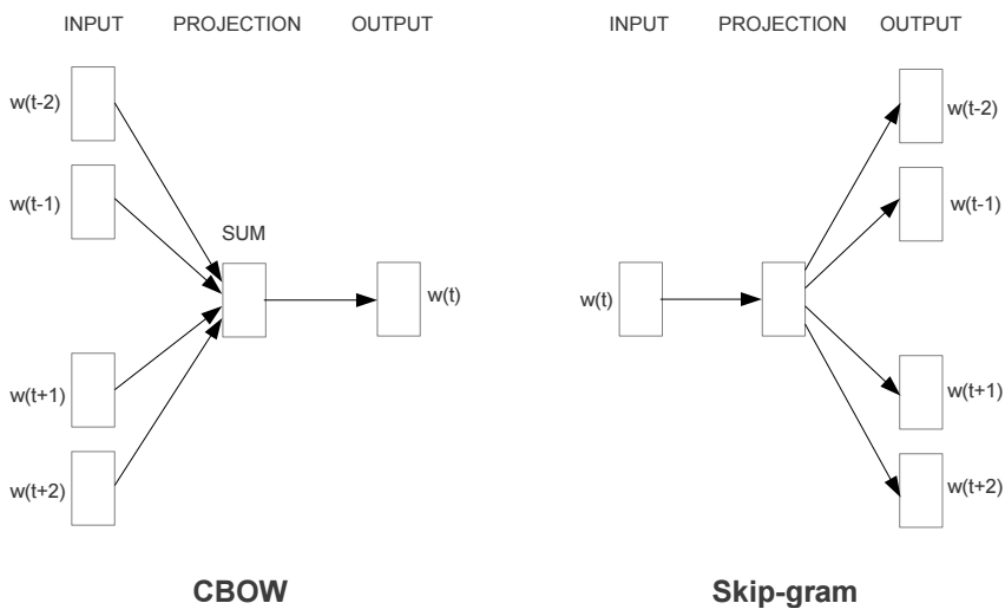 INPUT PROJECTION OUTPUT
w(t-2)
w(t-1)
SUM
w(t)
w(t+1)
w(t+2)
CBOW
INPUT PROJECTION OUTPUT
w(t-2)
w(t-1)
w(t)
w(t+1)
w(t+2)
Skip-gram